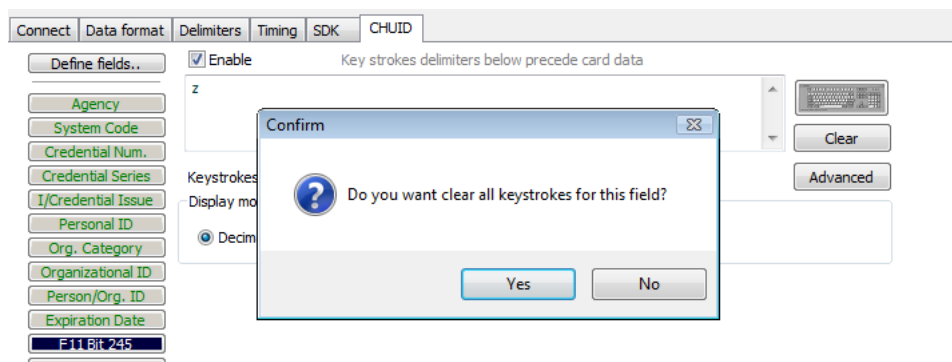 Connect Data format Delimiters Timing SDK CHUID
Define fields.. Enable Key strokes delimiters below precede card data
Agency z
System Code Confirm
Credential Num. Clear
Credential Series Keystrokes Do you want clear all keystrokes for this field? Advanced
I/Credential Issue Display mo
Personal ID
Org. Category Decim
Organizational ID
Person/Org. ID Yes No
Expiration Date
F11 Bit 245